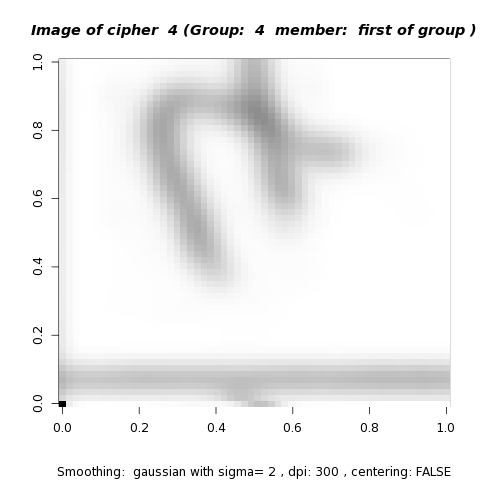 Image of cipher 4 (Group: 4 member: first of group )
1.0
0.8
0.6
0.4
0.2
0.0
0.0 0.2 0.4 0.6 0.8 1.0
Smoothing: gaussian with sigma= 2 , dpi: 300 , centering: FALSE